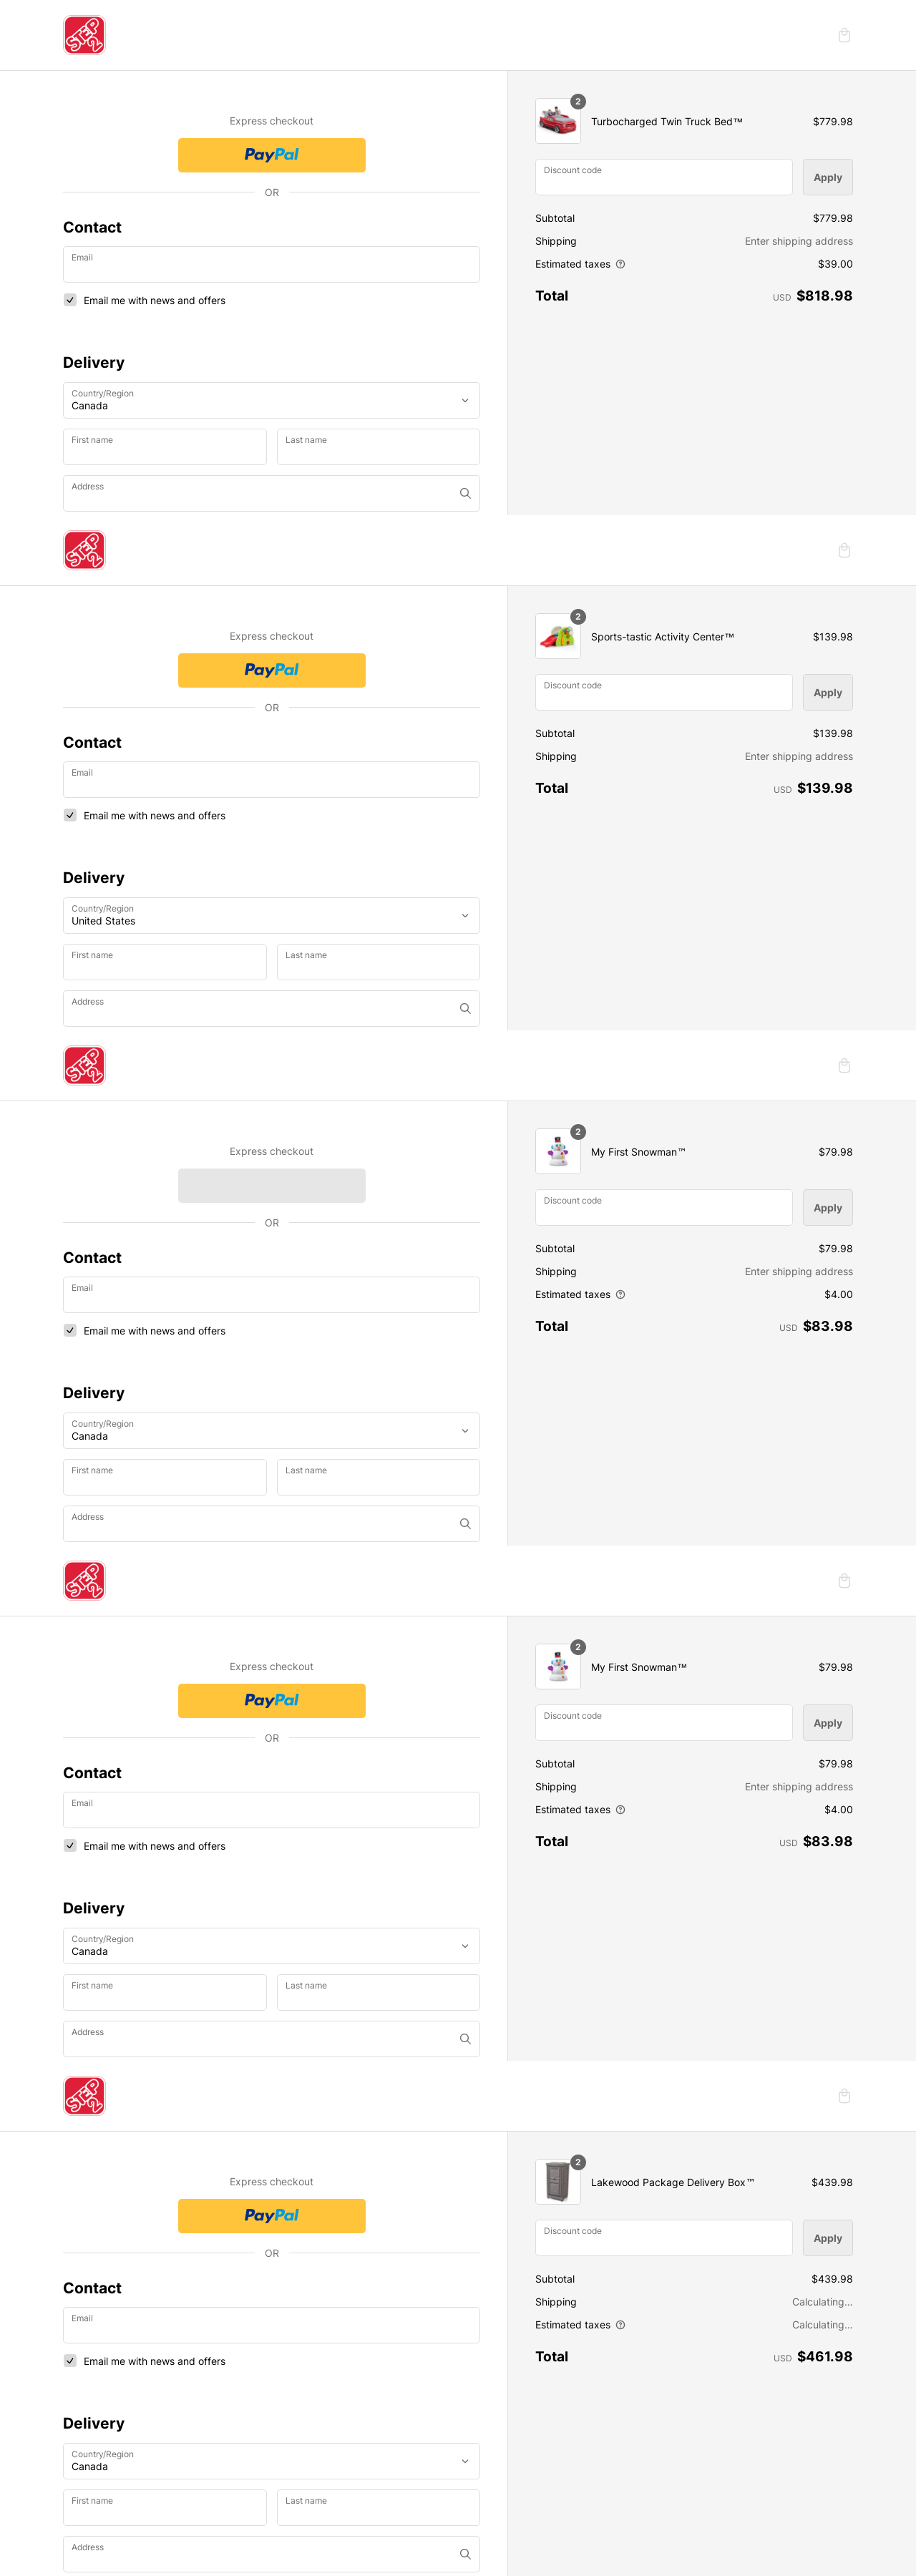 STEP2
Express checkout
PayPal
OR
Contact
Email
Email me with news and offers
Delivery
Country/Region
Canada
First name Last name
Address
2
Turbocharged Twin Truck Bed™ $779.98
Discount code
Apply
Subtotal $779.98
Shipping Enter shipping address
Estimated taxes $39.00
Total USD $818.98
STEP2
Express checkout
PayPal
OR
Contact
Email
Email me with news and offers
Delivery
Country/Region
United States
First name Last name
Address
2
Sports-tastic Activity Center™ $139.98
Discount code
Apply
Subtotal $139.98
Shipping Enter shipping address
Total USD $139.98
STEP2
Express checkout
OR
Contact
Email
Email me with news and offers
Delivery
Country/Region
Canada
First name Last name
Address
2
My First Snowman™ $79.98
Discount code
Apply
Subtotal $79.98
Shipping Enter shipping address
Estimated taxes $4.00
Total USD $83.98
STEP2
Express checkout
PayPal
OR
Contact
Email
Email me with news and offers
Delivery
Country/Region
Canada
First name Last name
Address
2
My First Snowman™ $79.98
Discount code
Apply
Subtotal $79.98
Shipping Enter shipping address
Estimated taxes $4.00
Total USD $83.98
STEP2
Express checkout
PayPal
OR
Contact
Email
Email me with news and offers
Delivery
Country/Region
Canada
First name Last name
Address
2
Lakewood Package Delivery Box™ $439.98
Discount code
Apply
Subtotal $439.98
Shipping Calculating...
Estimated taxes Calculating...
Total USD $461.98